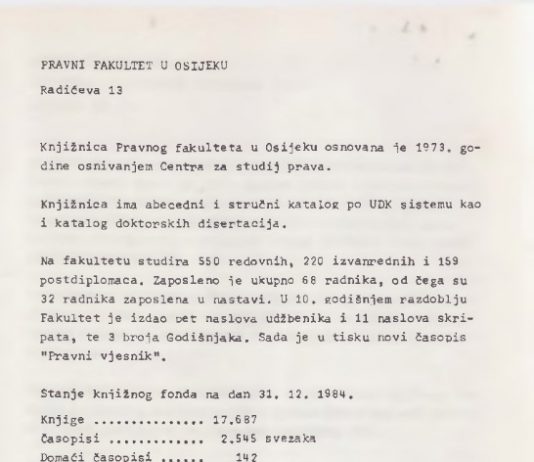 PRAVNI FAKULTET U OSIJEKU
Radićeva 13
Knjižnica Pravnog fakulteta u Osijeku osnovana je 1973. go-
dine osnivanjem Centra za studij prava.
Knjižnica ima abecedni i stručni katalog po UDK sistemu kao
i katalog doktorskih disertacija.
Na fakultetu studira 550 redovnih, 220 izvanrednih i 159
postdiplomaca. Zaposleno je ukupno 68 radnika, od čega su
32 radnika zaposlena u nastavi. U 10. godišnjem razdoblju
Fakultet je izdao pet naslova udžbenika i 11 naslova skri-
pata, te 3 broja Godišnjaka. Sada je u tisku novi časopis
"Pravni vjesnik".
Stanje knjižnog fonda na dan 31. 12. 1984.
Knjige ............... 17.687
Časopisi ............. 2.545 svezaka
Domaći časopisi ...... 142